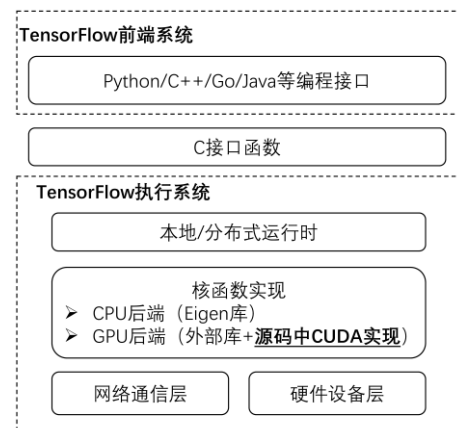 TensorFlow前端系统
Python/C++/Go/Java等编程接口
C接口函数
TensorFlow执行系统
本地/分布式运行时
核函数实现
➢ CPU后端（Eigen库）
➢ GPU后端（外部库+源码中CUDA实现）
网络通信层
硬件设备层